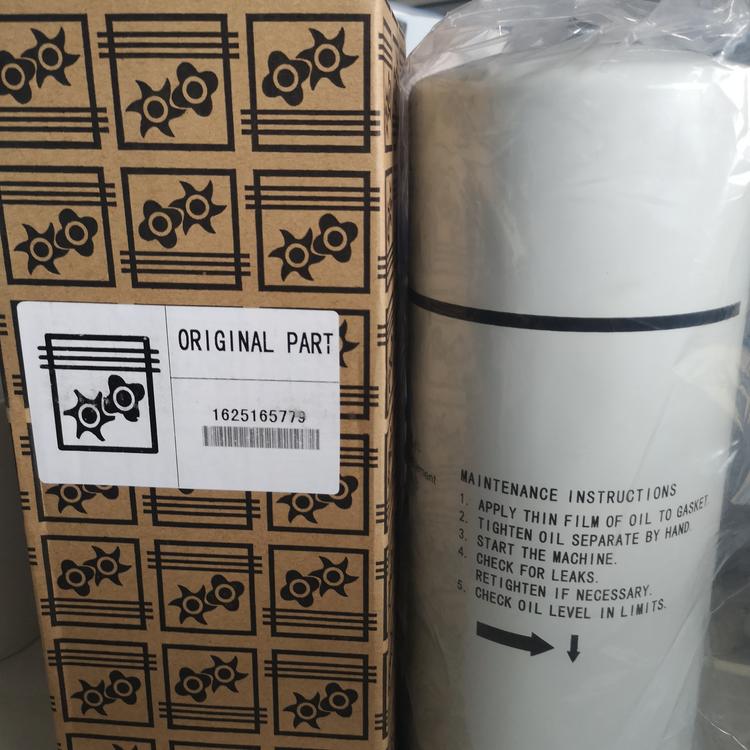 ORIGINAL PART
1625165779
MAINTENANCE INSTRUCTIONS
1. APPLY THIN FILM OF OIL TO GASKET.
2. TIGHTEN OIL SEPARATE BY HAND.
3. START THE MACHINE.
4. CHECK FOR LEAKS.
RETIGHTEN IF NECESSARY.
5. CHECK OIL LEVEL IN LIMITS.